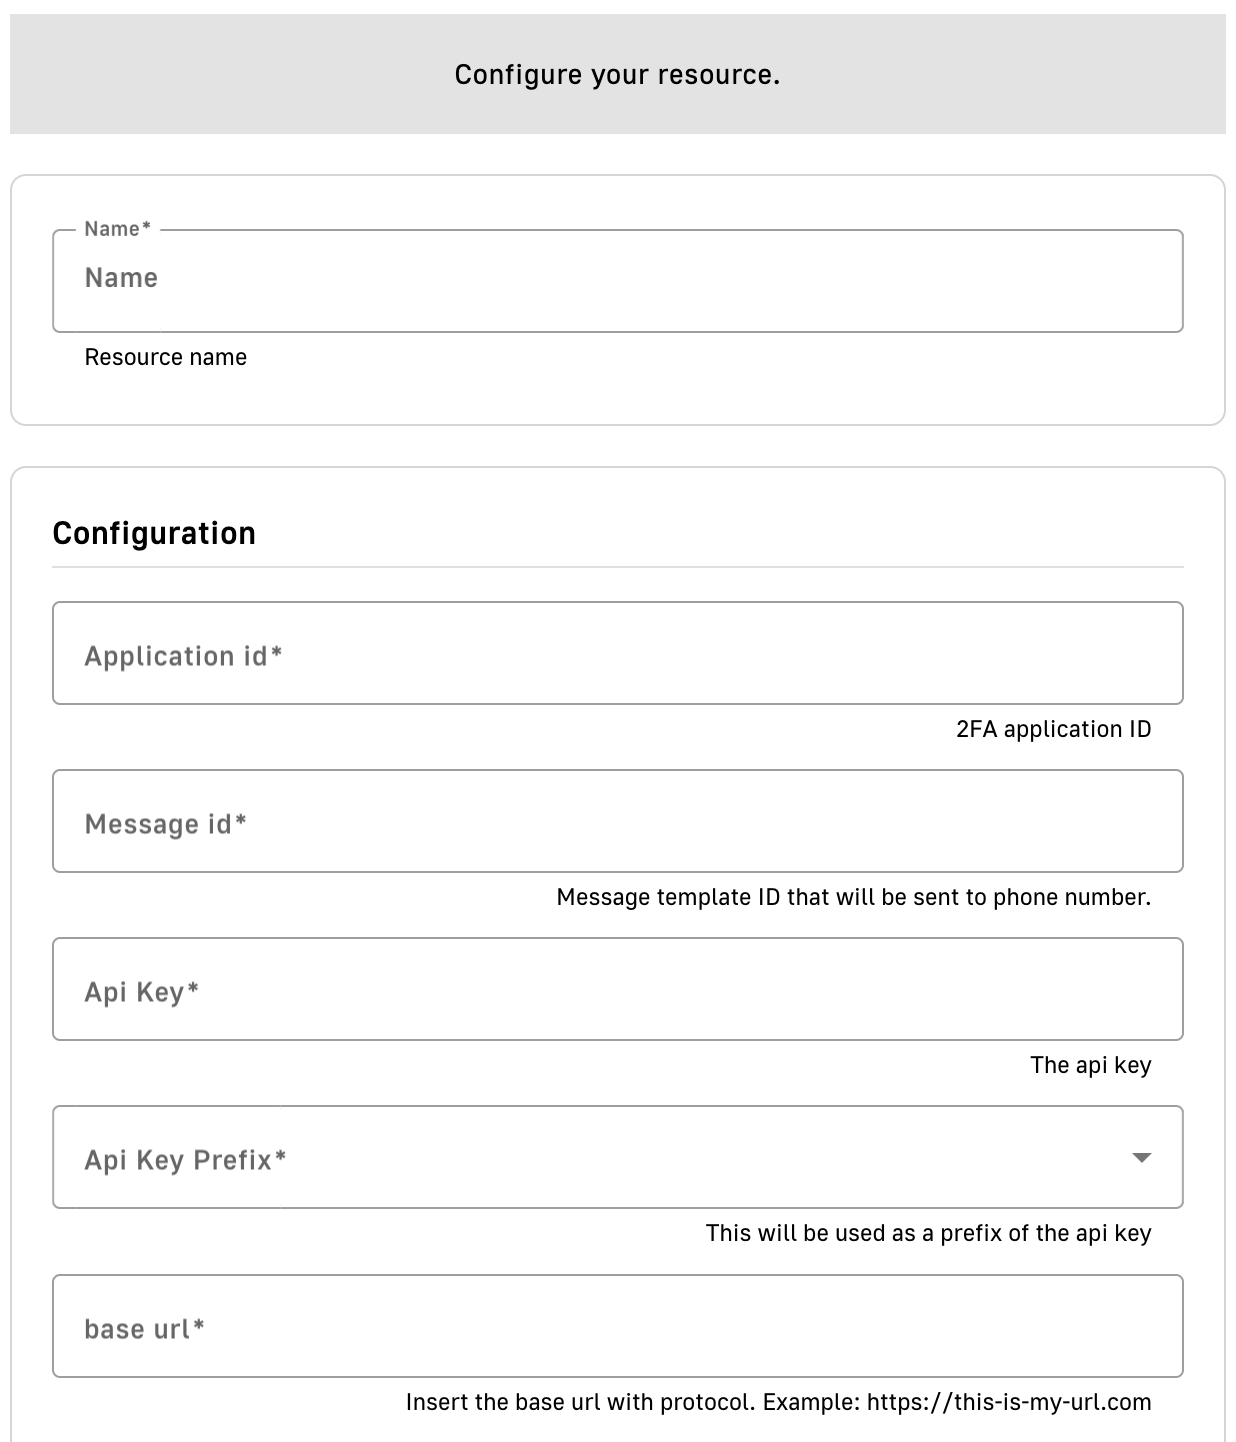 Configure your resource.
Name*
Name
Resource name
Configuration
Application id*
2FA application ID
Message id*
Message template ID that will be sent to phone number.
Api Key*
The api key
Api Key Prefix*
This will be used as a prefix of the api key
base url*
Insert the base url with protocol. Example: https://this-is-my-url.com